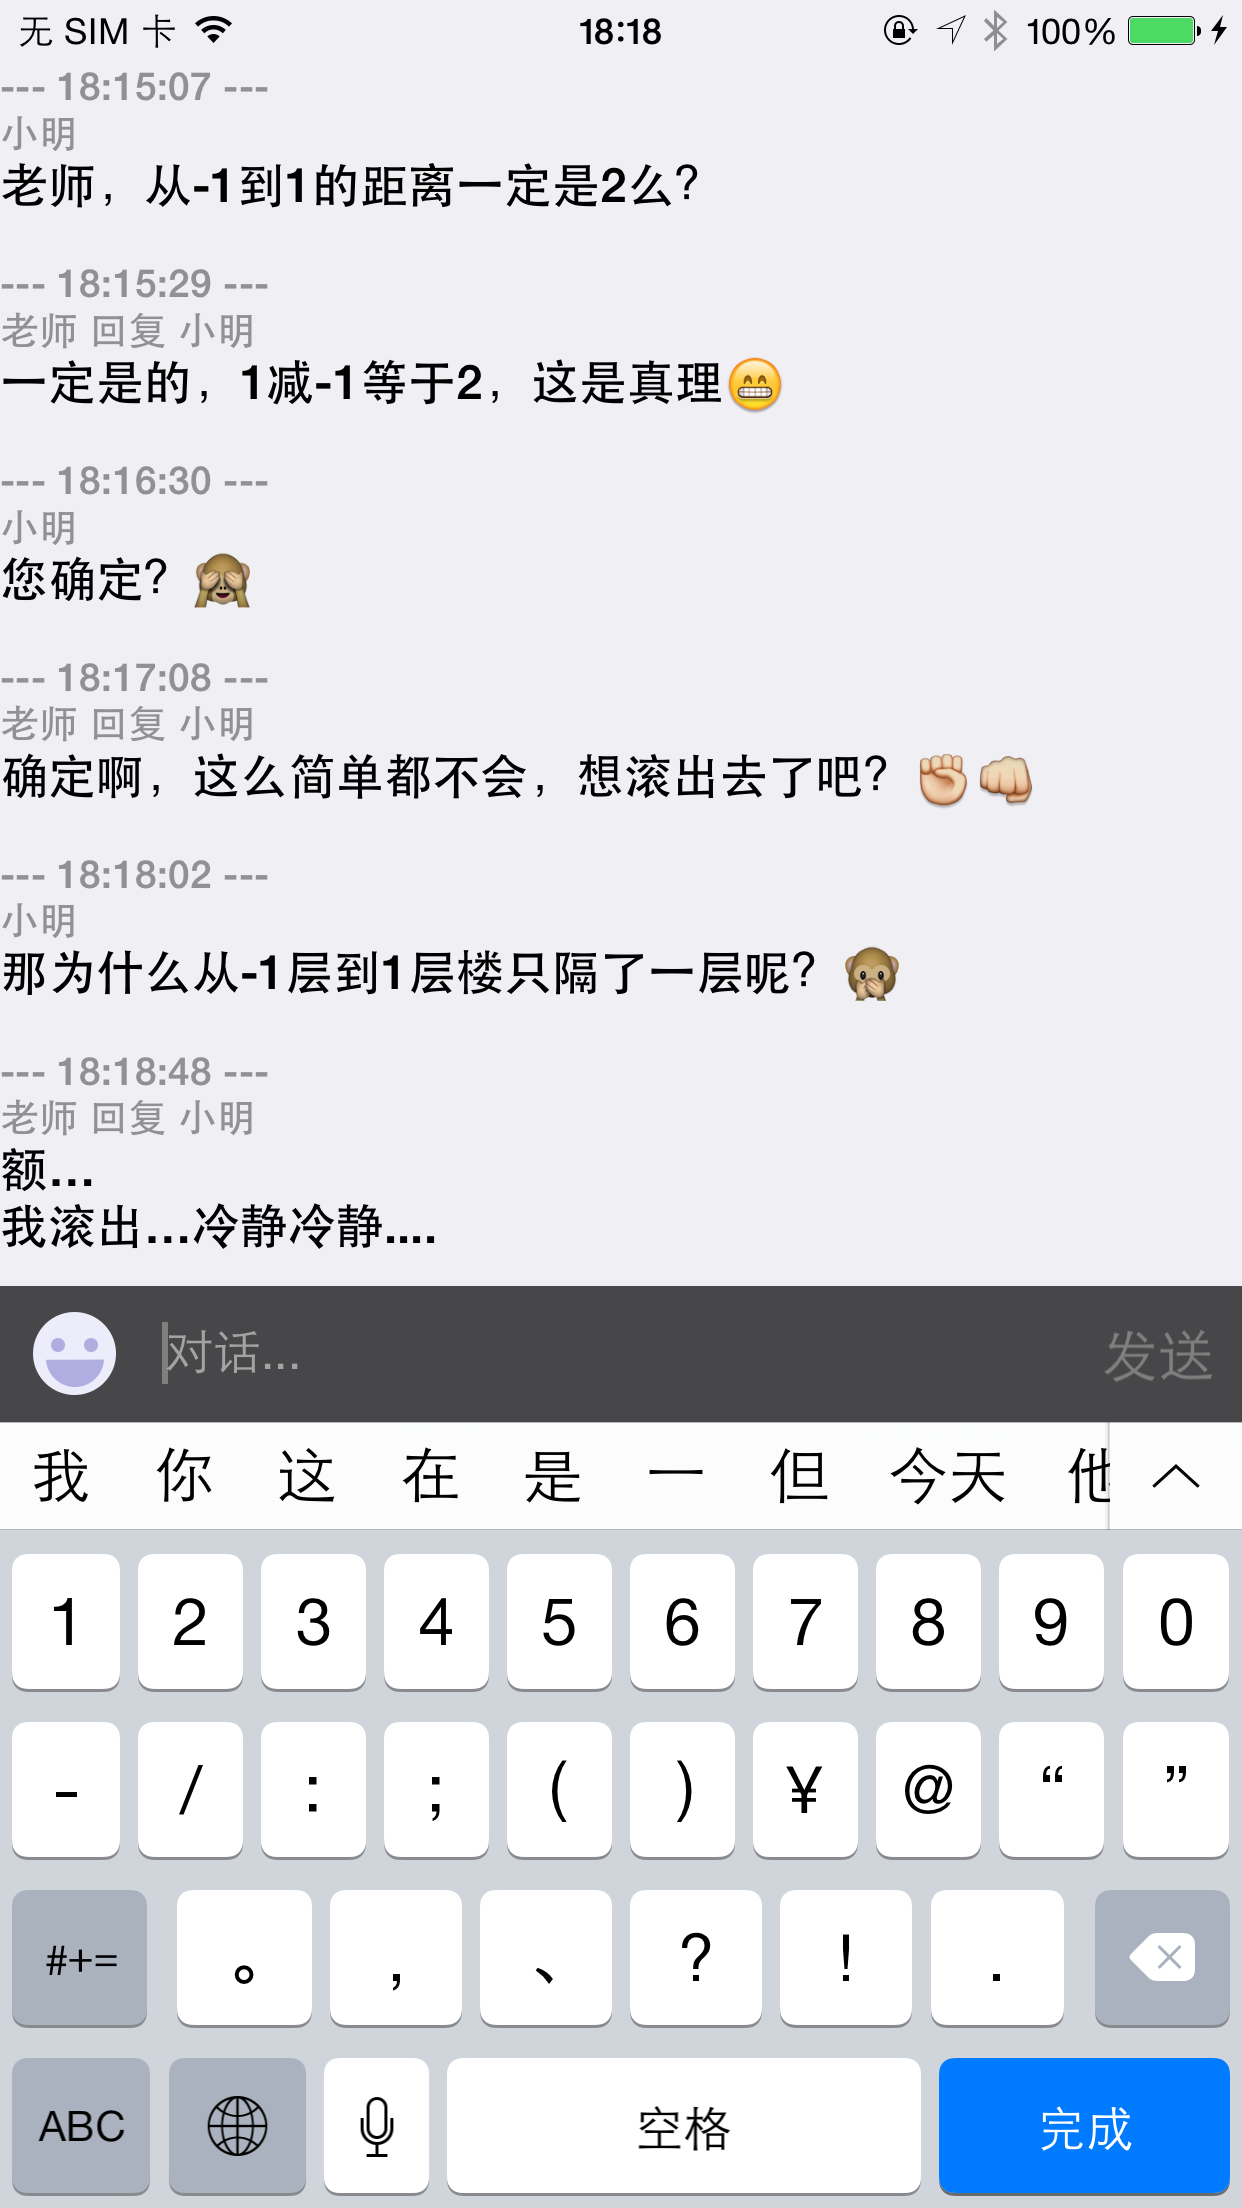 无 SIM 卡 18:18 100%
--- 18:15:07 ---
小明
老师，从-1到1的距离一定是2么？
--- 18:15:29 ---
老师 回复 小明
一定是的，1减-1等于2，这是真理😁
--- 18:16:30 ---
小明
您确定？🙈
--- 18:17:08 ---
老师 回复 小明
确定啊，这么简单都不会，想滚出去了吧？✊👊
--- 18:18:02 ---
小明
那为什么从-1层到1层楼只隔了一层呢？🙊
--- 18:18:48 ---
老师 回复 小明
额...
我滚出...冷静冷静....
对话... 发送
我 你 这 在 是 一 但 今天 他
1 2 3 4 5 6 7 8 9 0
- / : ; ( ) ¥ @ “ ”
#+= 。 , 、 ? ! .
ABC 空格 完成